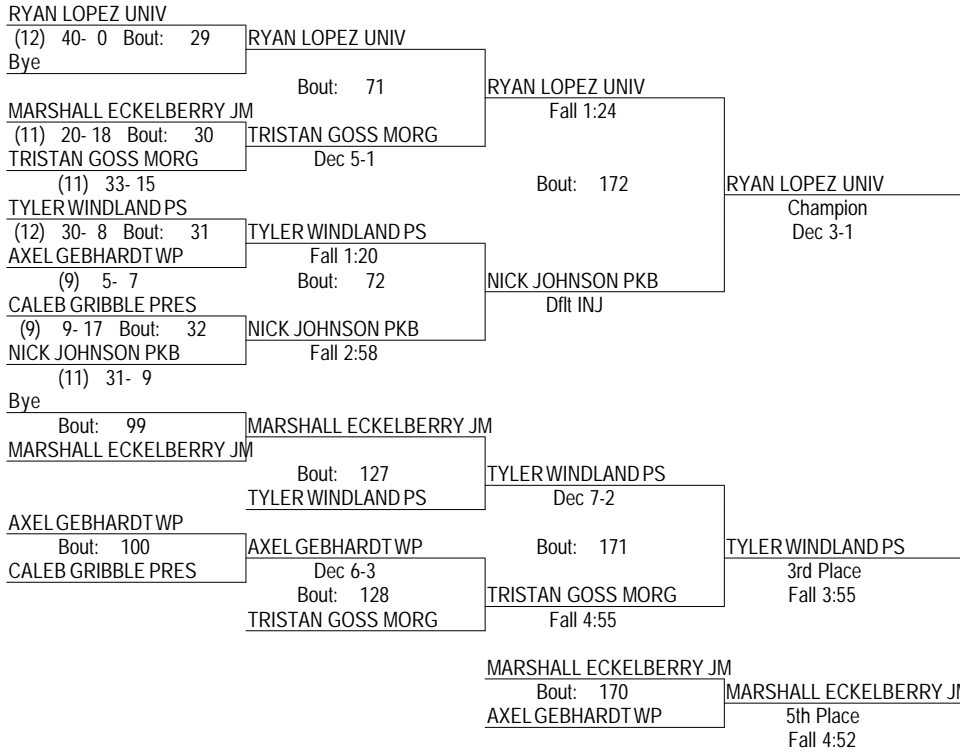 RYAN LOPEZ UNIV
(12) 40- 0 Bout: 29 RYAN LOPEZ UNIV
Bye
Bout: 71 RYAN LOPEZ UNIV
MARSHALL ECKELBERRY JM Fall 1:24
(11) 20- 18 Bout: 30 TRISTAN GOSS MORG
TRISTAN GOSS MORG Dec 5-1
(11) 33- 15 Bout: 172 RYAN LOPEZ UNIV
TYLER WINDLAND PS Champion
(12) 30- 8 Bout: 31 TYLER WINDLAND PS Dec 3-1
AXEL GEBHARDT WP Fall 1:20
(9) 5- 7 Bout: 72 NICK JOHNSON PKB
CALEB GRIBBLE PRES Dflt INJ
(9) 9- 17 Bout: 32 NICK JOHNSON PKB
NICK JOHNSON PKB Fall 2:58
(11) 31- 9
Bye
Bout: 99 MARSHALL ECKELBERRY JM
MARSHALL ECKELBERRY JM
Bout: 127 TYLER WINDLAND PS
TYLER WINDLAND PS Dec 7-2
AXEL GEBHARDT WP
Bout: 100 AXEL GEBHARDT WP Bout: 171 TYLER WINDLAND PS
CALEB GRIBBLE PRES Dec 6-3 3rd Place
Bout: 128 TRISTAN GOSS MORG Fall 3:55
TRISTAN GOSS MORG Fall 4:55
MARSHALL ECKELBERRY JM
Bout: 170 MARSHALL ECKELBERRY JM
AXEL GEBHARDT WP 5th Place
Fall 4:52